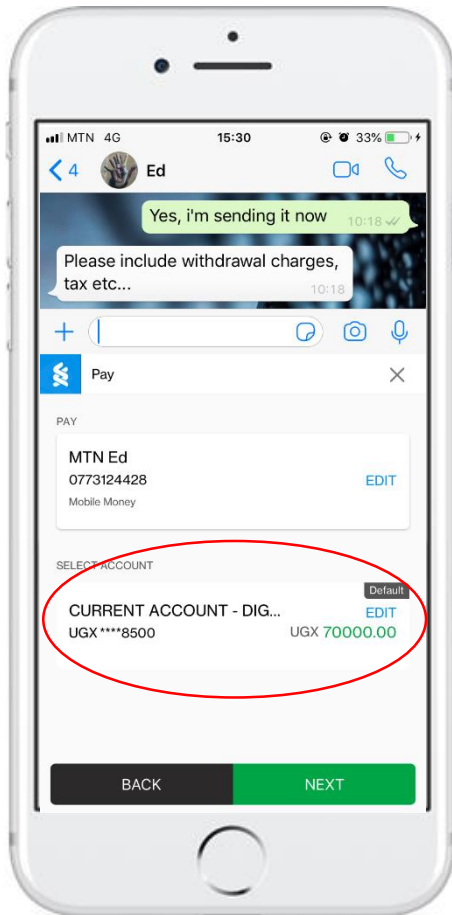 MTN 4G 15:30 33%
4 Ed
Yes, i'm sending it now 10:18
Please include withdrawal charges,
tax etc... 10:18
Pay
PAY
MTN Ed
0773124428 EDIT
Mobile Money
SELECT ACCOUNT
Default
CURRENT ACCOUNT - DIG... EDIT
UGX ****8500 UGX 70000.00
BACK NEXT